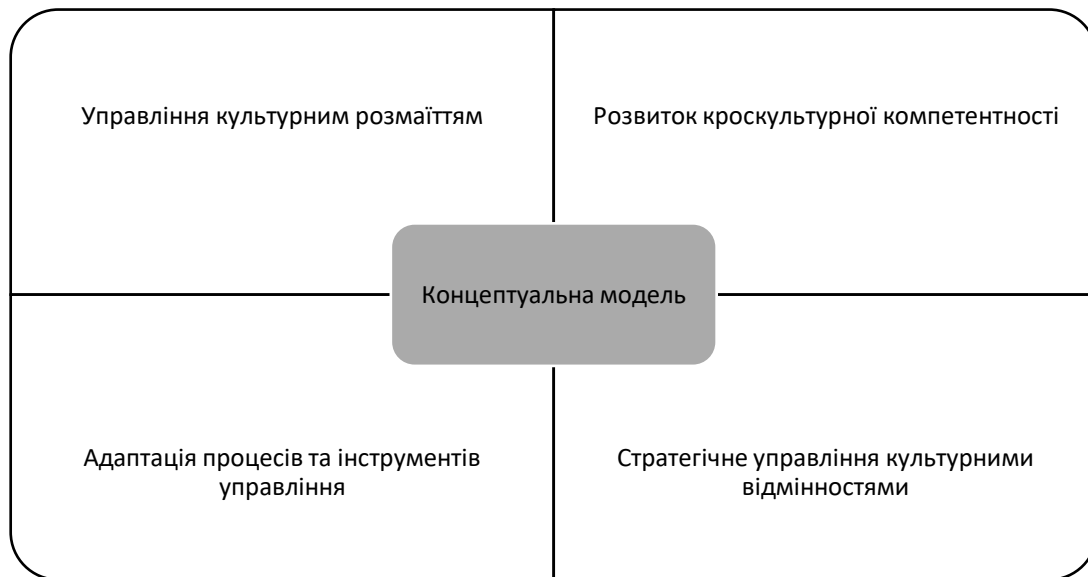 Управління культурним розмаїттям
Розвиток кроскультурної компетентності
Концептуальна модель
Адаптація процесів та інструментів
управління
Стратегічне управління культурними
відмінностями